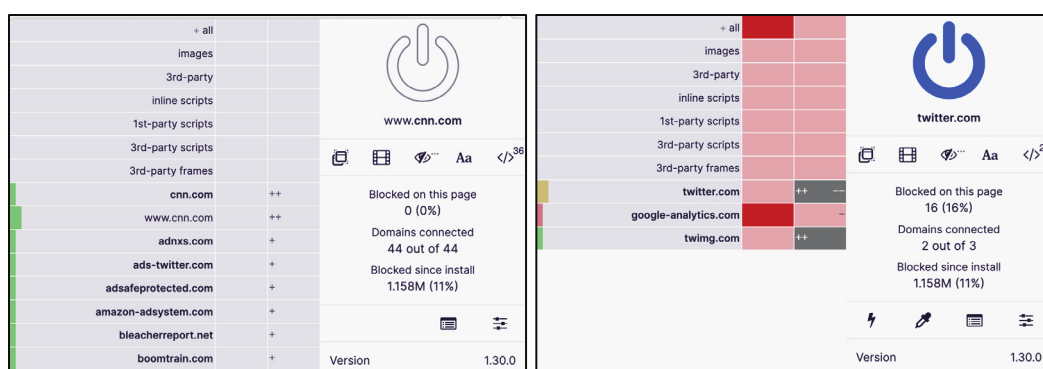 + all
images
3rd-party
inline scripts
1st-party scripts
3rd-party scripts
3rd-party frames
cnn.com ++
www.cnn.com ++
adnxs.com +
ads-twitter.com +
adsafeprotected.com +
amazon-adsystem.com +
bleacherreport.net +
boomtrain.com +
www.cnn.com
Aa </> 36
Blocked on this page
0 (0%)
Domains connected
44 out of 44
Blocked since install
1.158M (11%)
Version 1.30.0
+ all
images
3rd-party
inline scripts
1st-party scripts
3rd-party scripts
3rd-party frames
twitter.com ++ −−
google-analytics.com −
twimg.com ++
twitter.com
Aa </> 2
Blocked on this page
16 (16%)
Domains connected
2 out of 3
Blocked since install
1.158M (11%)
Version 1.30.0